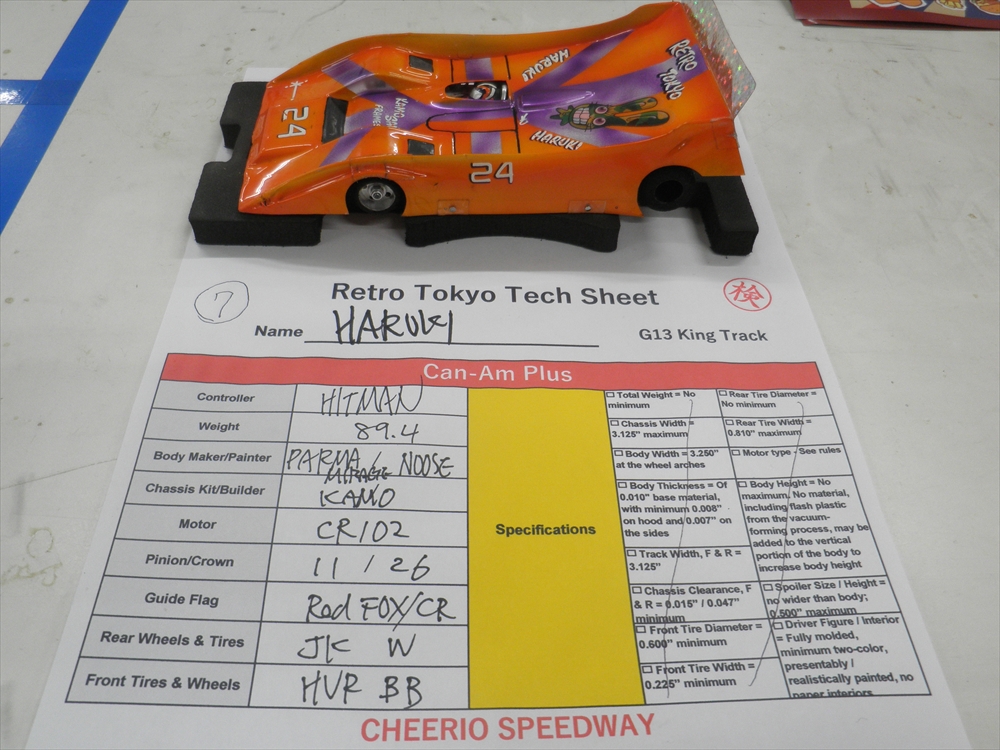 24
HARUKI
RETRO
TOKYO
HARUKI
24
7
Retro Tokyo Tech Sheet
検
Name HARUKI
G13 King Track
Can-Am Plus
Controller HITMAN
Weight 89.4
Body Maker/Painter PARMA / NOOSE
MIRAGE
Chassis Kit/Builder KAMO
Motor CR102
Pinion/Crown 11 / 26
Guide Flag Red FOX/CR
Rear Wheels & Tires JK W
Front Tires & Wheels HVR BB
Specifications
Total Weight = No
minimum
Rear Tire Diameter =
No minimum
Chassis Width =
3.125" maximum
Rear Tire Width =
0.810" maximum
Body Width = 3.250"
at the wheel arches
Motor type - See rules
Body Thickness = Of
0.010" base material,
with minimum 0.008"
on hood and 0.007" on
the sides
Body Height = No
maximum. No material,
including flash plastic
from the vacuum-
forming process, may be
added to the vertical
portion of the body to
increase body height
Track Width, F & R =
3.125"
Chassis Clearance, F
& R = 0.015" / 0.047"
minimum
Spoiler Size / Height =
no wider than body;
0.500" maximum
Front Tire Diameter =
0.600" minimum
Driver Figure / Interior
= Fully molded,
minimum two-color,
presentably /
realistically painted, no
paper interiors
Front Tire Width =
0.225" minimum
CHEERIO SPEEDWAY